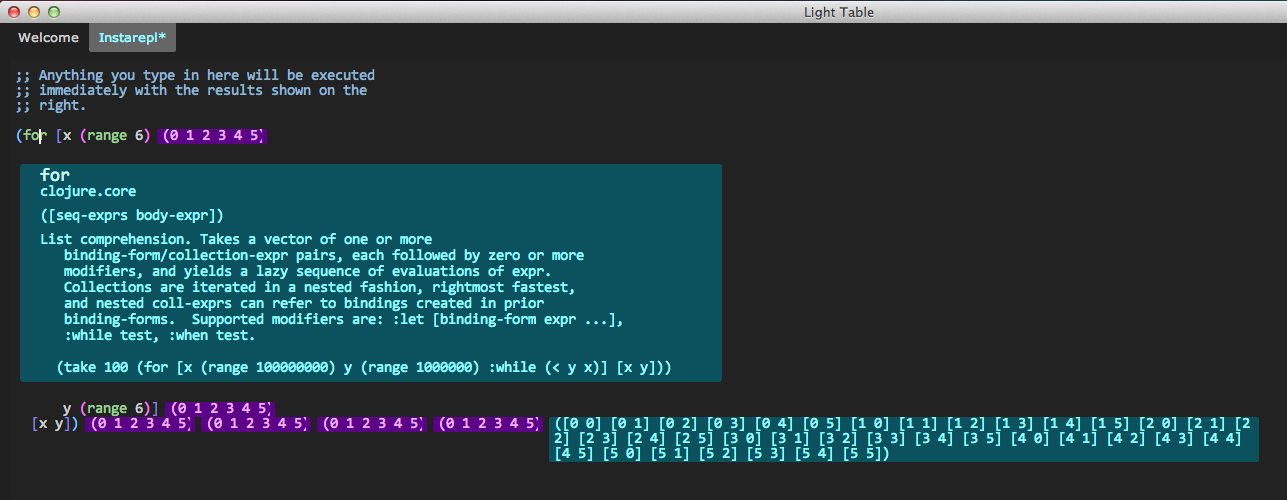 Light Table
Welcome Instarepl*
;; Anything you type in here will be executed
;; immediately with the results shown on the
;; right.
(for [x (range 6) (0 1 2 3 4 5)
for
clojure.core
([seq-exprs body-expr])
List comprehension. Takes a vector of one or more
binding-form/collection-expr pairs, each followed by zero or more
modifiers, and yields a lazy sequence of evaluations of expr.
Collections are iterated in a nested fashion, rightmost fastest,
and nested coll-exprs can refer to bindings created in prior
binding-forms.  Supported modifiers are: :let [binding-form expr ...],
:while test, :when test.
(take 100 (for [x (range 100000000) y (range 1000000) :while (< y x)] [x y]))
y (range 6)] (0 1 2 3 4 5)
[x y]) (0 1 2 3 4 5) (0 1 2 3 4 5) (0 1 2 3 4 5) (0 1 2 3 4 5) ([0 0] [0 1] [0 2] [0 3] [0 4] [0 5] [1 0] [1 1] [1 2] [1 3] [1 4] [1 5] [2 0] [2 1] [2
2] [2 3] [2 4] [2 5] [3 0] [3 1] [3 2] [3 3] [3 4] [3 5] [4 0] [4 1] [4 2] [4 3] [4 4]
[4 5] [5 0] [5 1] [5 2] [5 3] [5 4] [5 5])